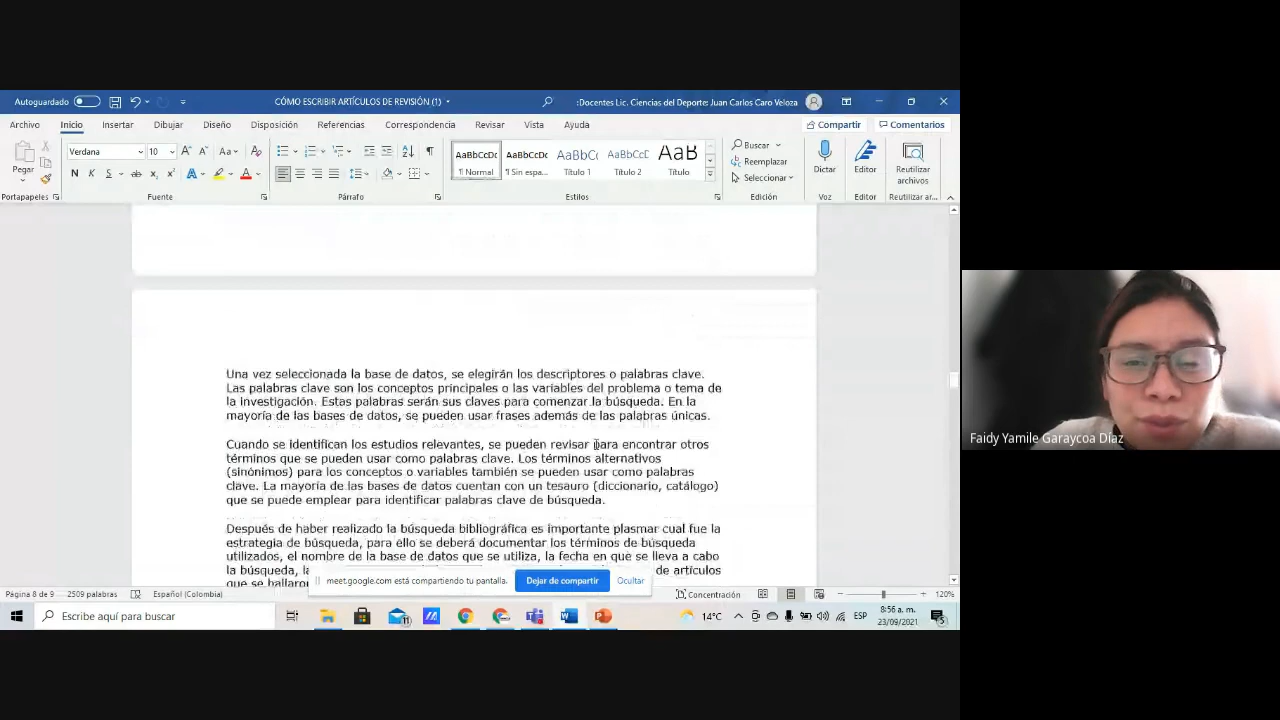 Autoguardado
CÓMO ESCRIBIR ARTÍCULOS DE REVISIÓN (1)
:Docentes Lic. Ciencias del Deporte: Juan Carlos Caro Veloza
Archivo Inicio Insertar Dibujar Diseño Disposición Referencias Correspondencia Revisar Vista Ayuda
Compartir Comentarios
Verdana 10
Pegar
N K S ab x₂ x² A A
AaBbCcDc AaBbCcDc AaBbCc AaBbCcD AaB
¶ Normal ¶ Sin espa... Título 1 Título 2 Título
Buscar
Reemplazar
Seleccionar
Dictar Editor Reutilizar archivos
Portapapeles Fuente Párrafo Estilos Edición Voz Editor Reutilizar ar...
Una vez seleccionada la base de datos, se elegirán los descriptores o palabras clave.
Las palabras clave son los conceptos principales o las variables del problema o tema de
la investigación. Estas palabras serán sus claves para comenzar la búsqueda. En la
mayoría de las bases de datos, se pueden usar frases además de las palabras únicas.
Cuando se identifican los estudios relevantes, se pueden revisar para encontrar otros
términos que se pueden usar como palabras clave. Los términos alternativos
(sinónimos) para los conceptos o variables también se pueden usar como palabras
clave. La mayoría de las bases de datos cuentan con un tesauro (diccionario, catálogo)
que se puede emplear para identificar palabras clave de búsqueda.
Después de haber realizado la búsqueda bibliográfica es importante plasmar cual fue la
estrategia de búsqueda, para ello se deberá documentar los términos de búsqueda
utilizados, el nombre de la base de datos que se utiliza, la fecha en que se lleva a cabo
la búsqueda, la de artículos
que se hallaron
meet.google.com está compartiendo tu pantalla. Dejar de compartir Ocultar
Página 8 de 9 2509 palabras Español (Colombia) Concentración 120%
Escribe aquí para buscar
11
14°C
ESP
8:56 a. m.
23/09/2021
5
Faidy Yamile Garaycoa Díaz